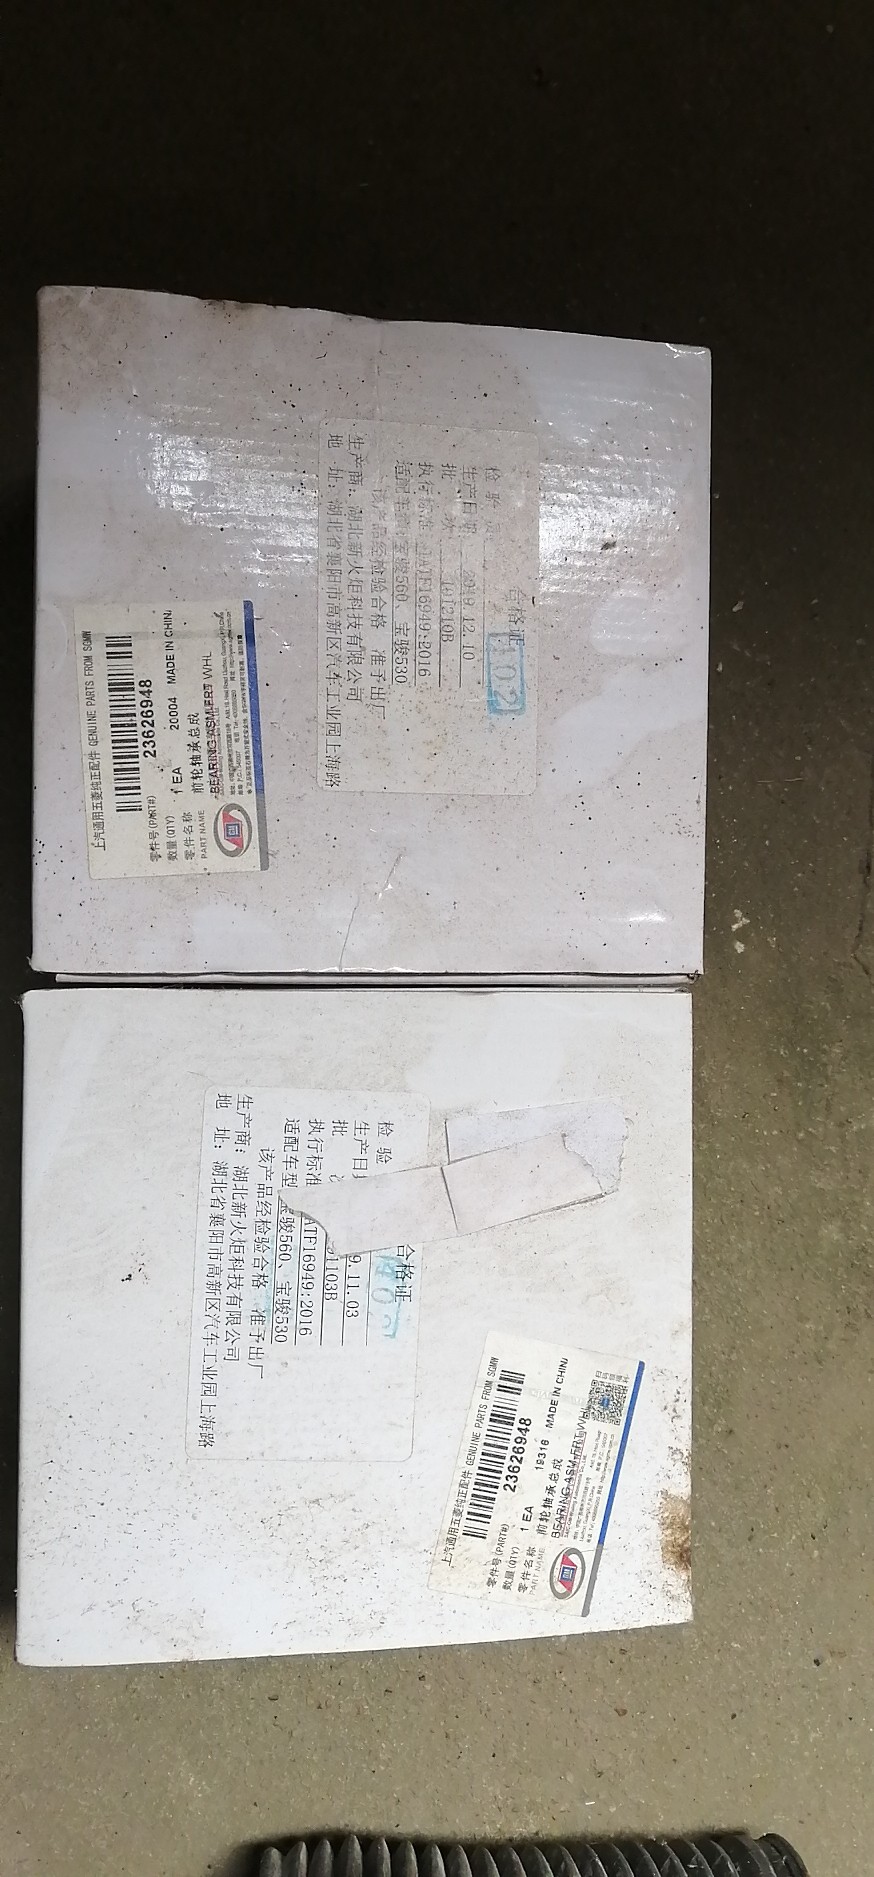 合格证
检 验 员 102
生产日期 2019.12.10
批 次 191210B
执行标准 IATF16949:2016
适配车型 宝骏560、宝骏530
该产品经检验合格 准予出厂
生产商：湖北新火炬科技有限公司
地 址：湖北省襄阳市高新区汽车工业园上海路
上汽通用五菱纯正配件 GENUINE PARTS FROM SGMW
零件号(PART#) 23626948
数量(QTY) 1 EA 20004 MADE IN CHINA
零件名称 前轮轴承总成
PART NAME BEARING ASM-FRT WHL
GM
合格证
检 验
生产日 9.11.03
批 1103B
执行标准 ATF16949:2016
适配车型 骏560、宝骏530
该产品经检验合格 准予出厂
生产商：湖北新火炬科技有限公司
地 址：湖北省襄阳市高新区汽车工业园上海路
上汽通用五菱纯正配件 GENUINE PARTS FROM SGMW
零件号(PART#) 23626948
数量(QTY) 1 EA 19316 MADE IN CHINA
零件名称 前轮轴承总成
PART NAME BEARING ASM-FRT WHL
GM